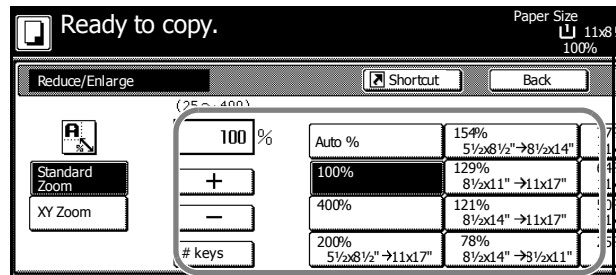 Ready to copy.
Paper Size
1 11x8
100%
Reduce/Enlarge
Shortcut
Back
(25~400)
100 %
Standard
Zoom
XY Zoom
+
−
# keys
Auto %
100%
400%
200%
5½x8½"→11x17"
154%
5½x8½"→8½x14"
129%
8½x11"→11x17"
121%
8½x14"→11x17"
78%
8½x14"→8½x11"